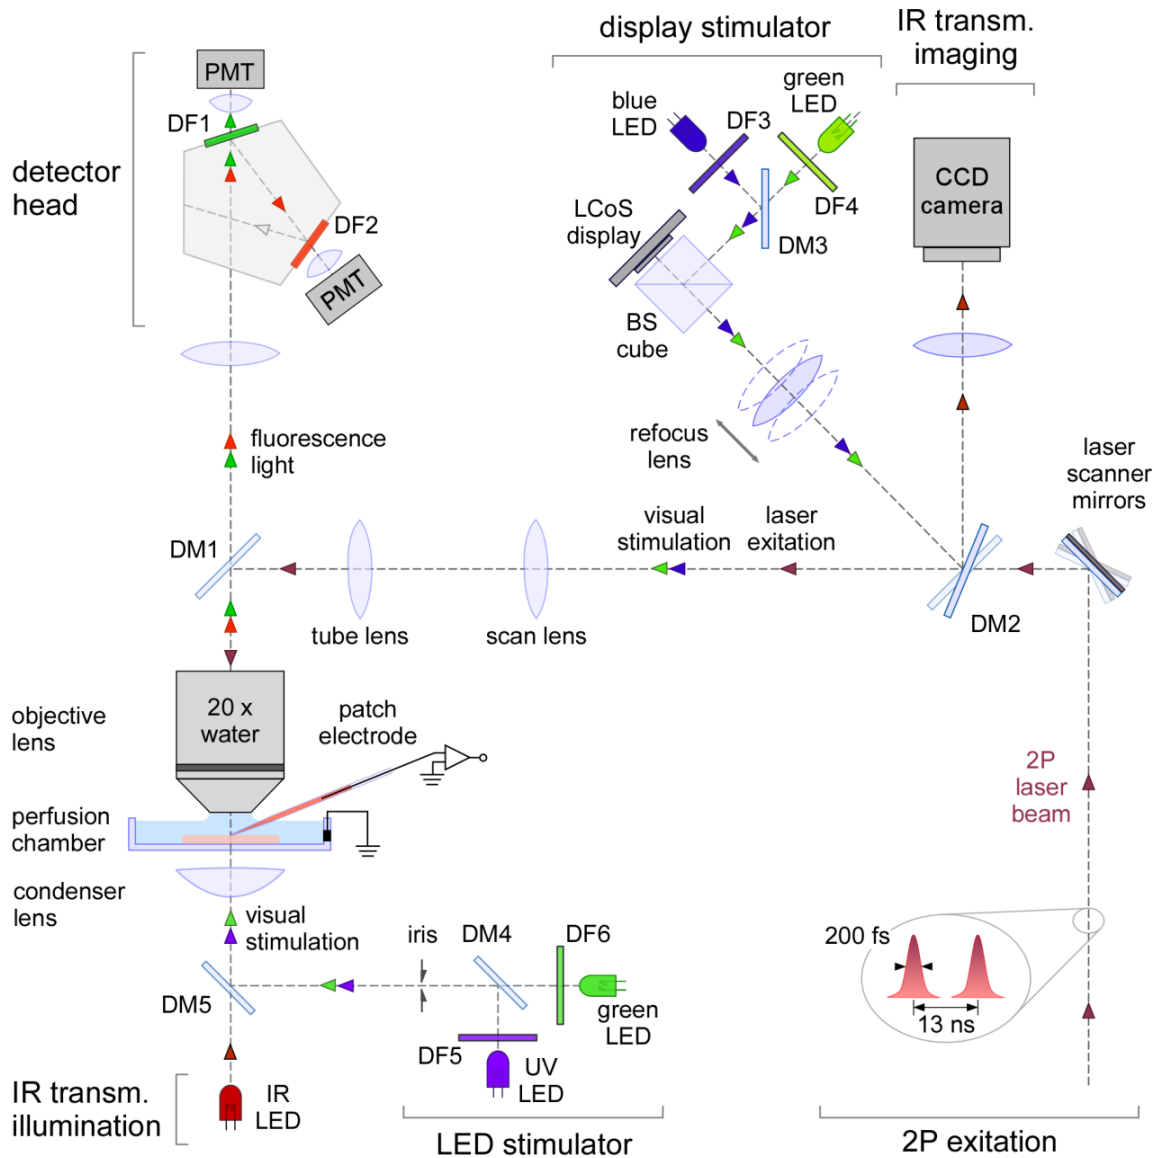 display stimulator
IR transm.
imaging
PMT
DF1
detector
head
DF2
PMT
blue
LED
green
LED
DF3
DF4
LCoS
display
DM3
BS
cube
CCD
camera
refocus
lens
fluorescence
light
laser
scanner
mirrors
DM1
visual
stimulation
laser
exitation
DM2
tube lens
scan lens
objective
lens
20 x
water
patch
electrode
2P
laser
beam
perfusion
chamber
condenser
lens
visual
stimulation
iris
DM4
DF6
200 fs
13 ns
DM5
green
LED
DF5
UV
LED
IR transm.
illumination
IR
LED
LED stimulator
2P exitation